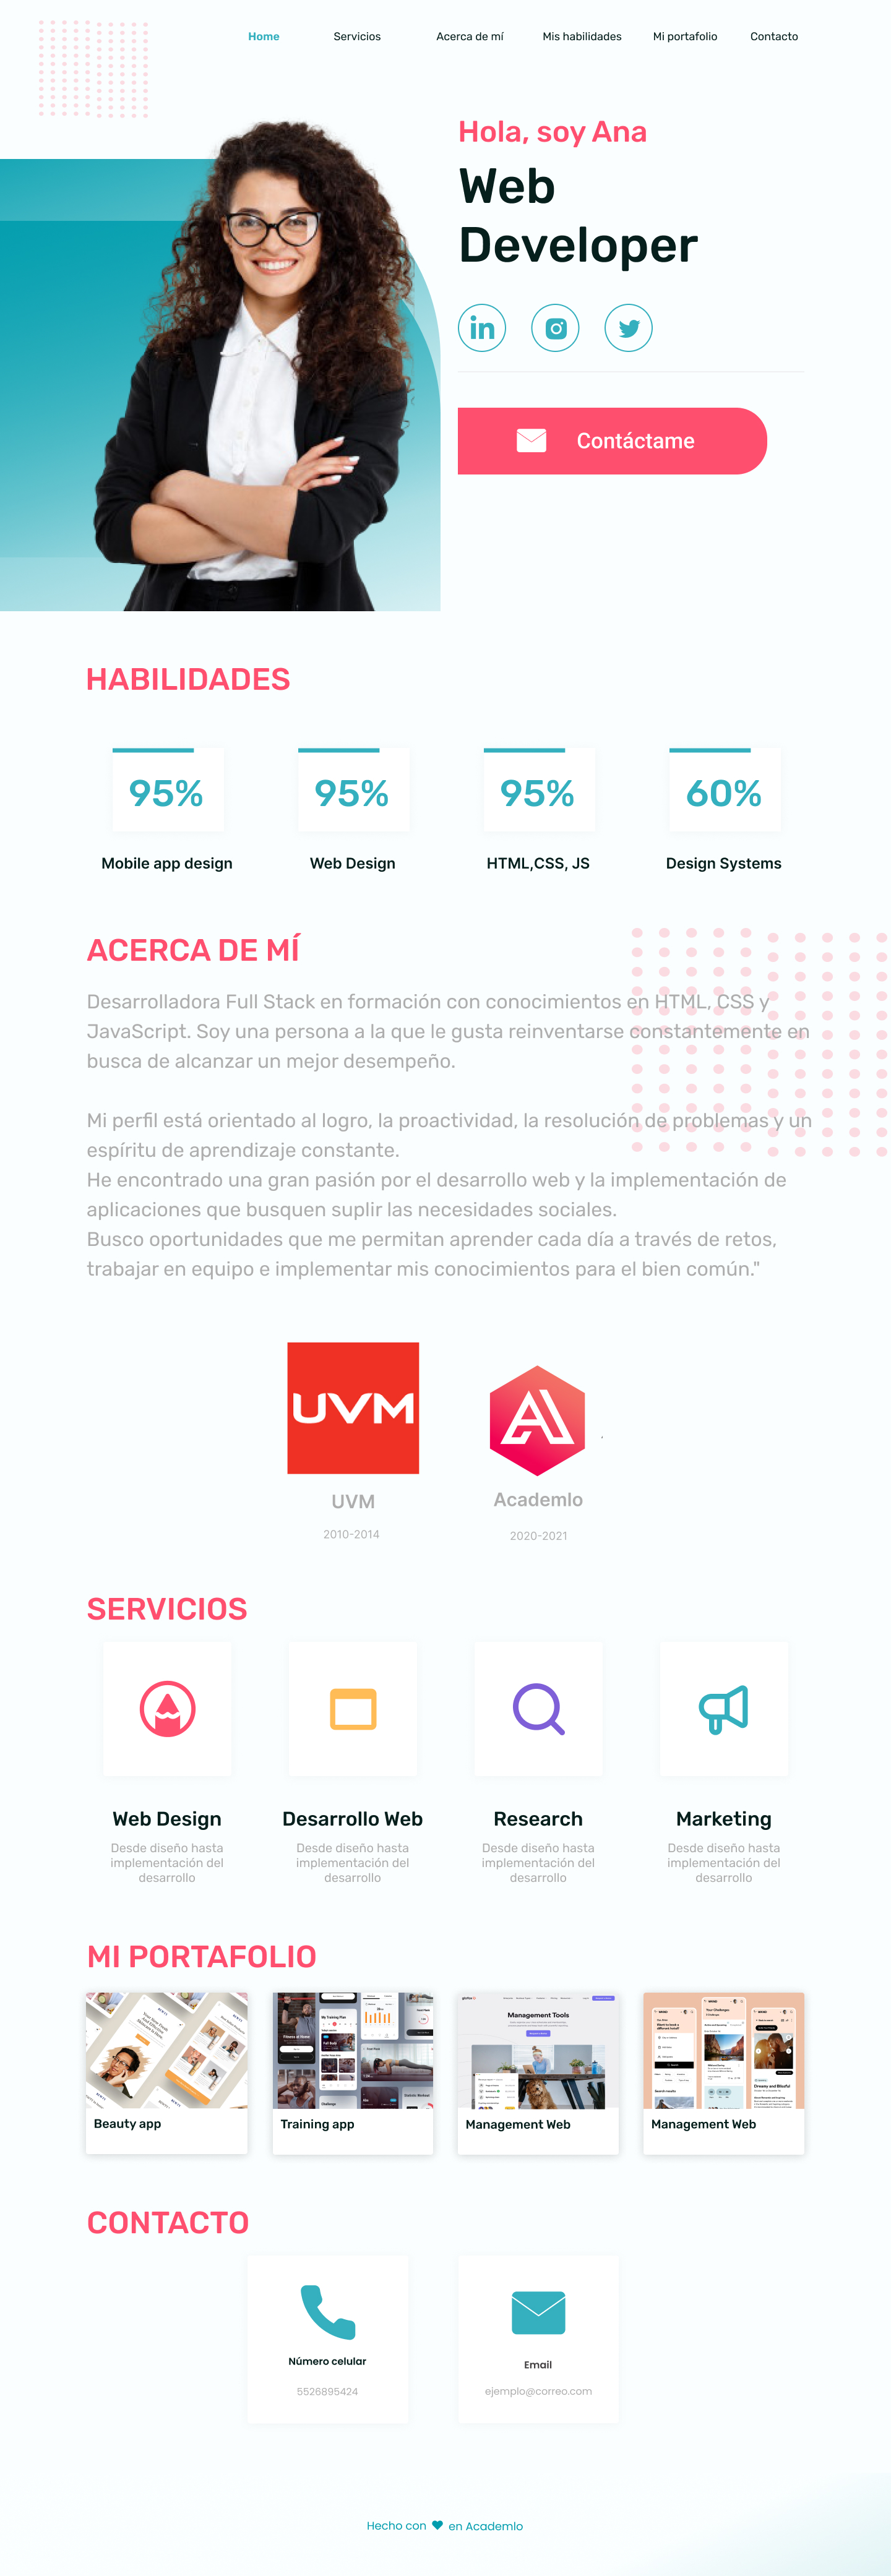 Home Servicios Acerca de mí Mis habilidades Mi portafolio Contacto
Hola, soy Ana
Web
Developer
in
Contáctame
HABILIDADES
95% 95% 95% 60%
Mobile app design Web Design HTML,CSS, JS Design Systems
ACERCA DE MÍ
Desarrolladora Full Stack en formación con conocimientos en HTML, CSS y
JavaScript. Soy una persona a la que le gusta reinventarse constantemente en
busca de alcanzar un mejor desempeño.
Mi perfil está orientado al logro, la proactividad, la resolución de problemas y un
espíritu de aprendizaje constante.
He encontrado una gran pasión por el desarrollo web y la implementación de
aplicaciones que busquen suplir las necesidades sociales.
Busco oportunidades que me permitan aprender cada día a través de retos,
trabajar en equipo e implementar mis conocimientos para el bien común."
UVM
UVM Academlo
2010-2014 2020-2021
SERVICIOS
Web Design Desarrollo Web Research Marketing
Desde diseño hasta Desde diseño hasta Desde diseño hasta Desde diseño hasta
implementación del implementación del implementación del implementación del
desarrollo desarrollo desarrollo desarrollo
MI PORTAFOLIO
My Training Plan
Fitness at Home
Management Tools
Search results
Beauty app Training app Management Web Management Web
CONTACTO
Número celular Email
5526895424 ejemplo@correo.com
Hecho con en Academlo